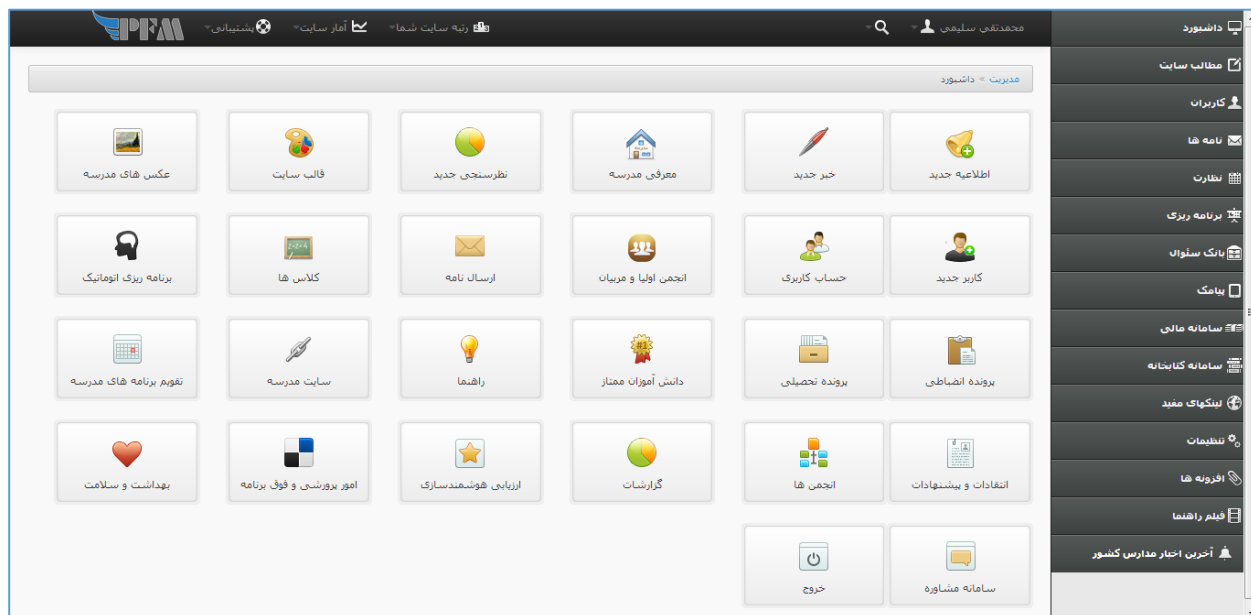 داشبورد
مطالب سایت
کاربران
نامه ها
نظارت
برنامه ریزی
بانک سئوال
پیامک
سامانه مالی
سامانه کتابخانه
لینکهای مفید
تنظیمات
افزونه ها
فیلم راهنما
آخرین اخبار مدارس کشور
محمدتقی سلیمی رتبه سایت شما آمار سایت پشتیبانی PFM
مدیریت » داشبورد
اطلاعیه جدید خبر جدید معرفی مدرسه نظرسنجی جدید قالب سایت عکس های مدرسه
کاربر جدید حساب کاربری انجمن اولیا و مربیان ارسال نامه کلاس ها برنامه ریزی اتوماتیک
پرونده انضباطی پرونده تحصیلی دانش آموزان ممتاز راهنما سایت مدرسه تقویم برنامه های مدرسه
انتقادات و پیشنهادات انجمن ها گزارشات ارزیابی هوشمندسازی امور پرورشی و فوق برنامه بهداشت و سلامت
سامانه مشاوره خروج